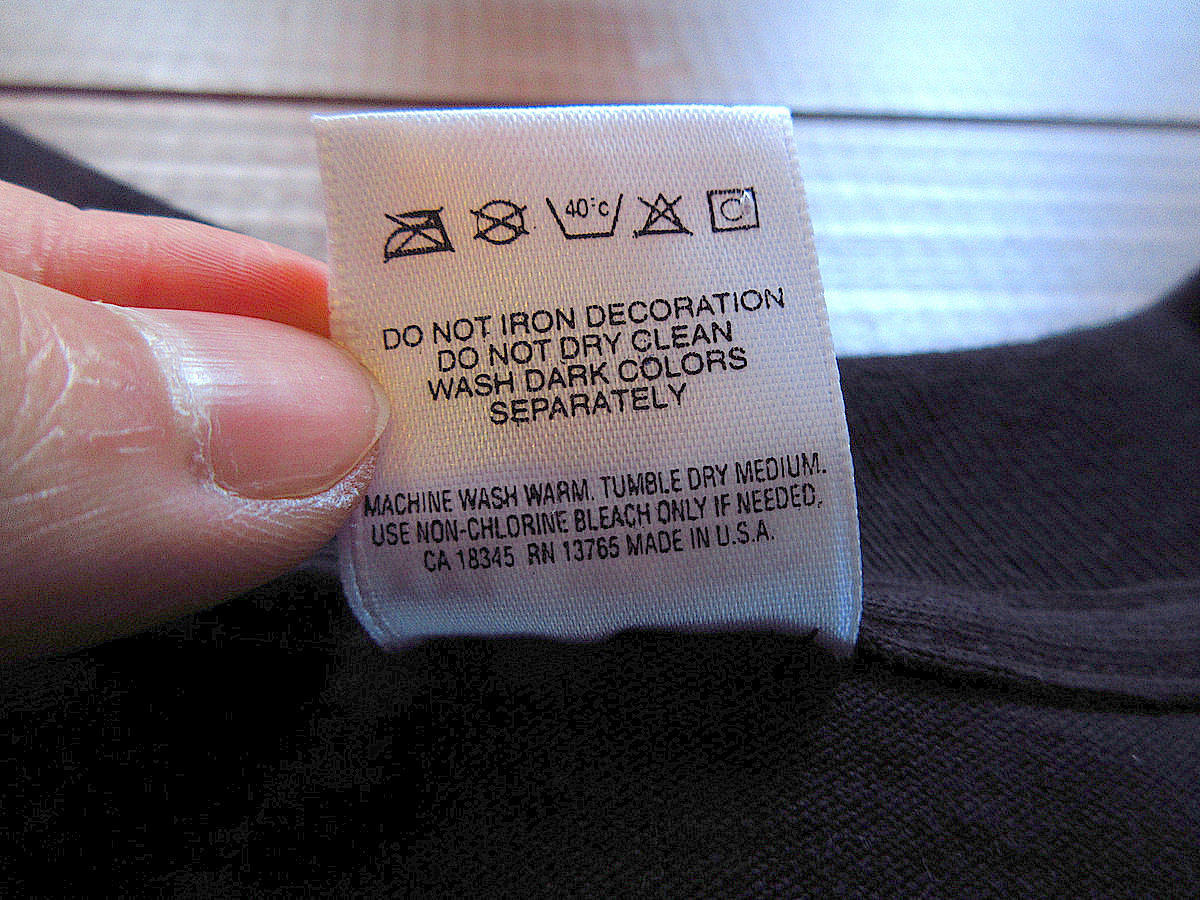 40°c
C
DO NOT IRON DECORATION
DO NOT DRY CLEAN
WASH DARK COLORS
SEPARATELY
MACHINE WASH WARM. TUMBLE DRY MEDIUM.
USE NON-CHLORINE BLEACH ONLY IF NEEDED.
CA 18345 RN 13765 MADE IN U.S.A.